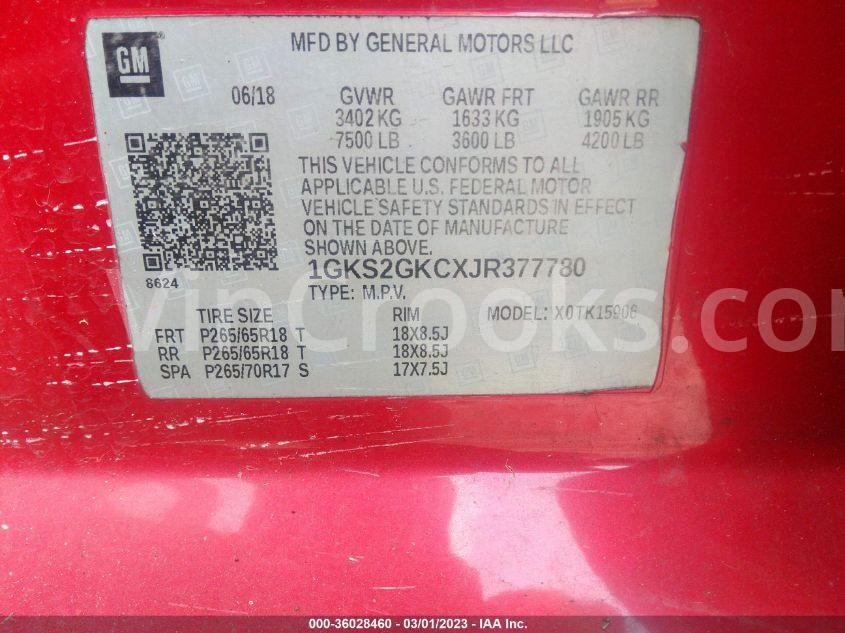 MFD BY GENERAL MOTORS LLC
GM
06/18 GVWR GAWR FRT GAWR RR
3402 KG 1633 KG 1905 KG
7500 LB 3600 LB 4200 LB
THIS VEHICLE CONFORMS TO ALL
APPLICABLE U.S. FEDERAL MOTOR
VEHICLE SAFETY STANDARDS IN EFFECT
ON THE DATE OF MANUFACTURE
SHOWN ABOVE.
8624
1GKS2GKCXJR377780
TYPE: M.P.V.
TIRE SIZE RIM MODEL: X0TK15906
FRT P265/65R18 T 18X8.5J
RR P265/65R18 T 18X8.5J
SPA P265/70R17 S 17X7.5J
VinCrooks.com
000-36028460 - 03/01/2023 - IAA Inc.